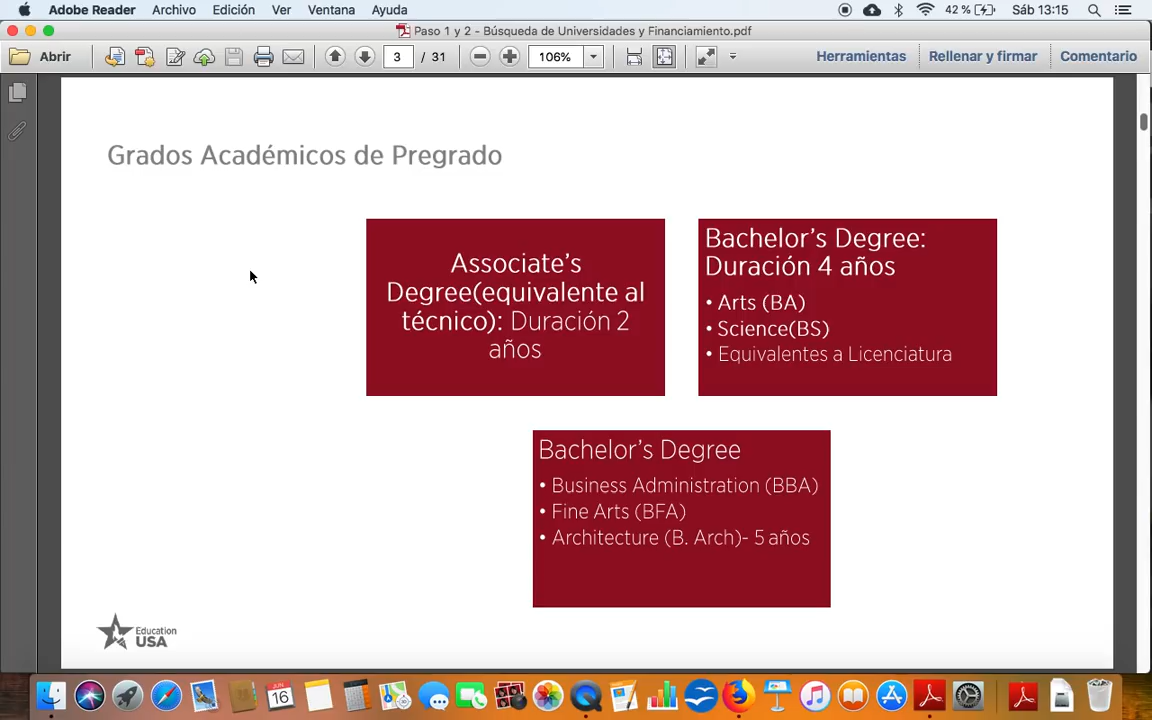 Adobe Reader Archivo Edición Ver Ventana Ayuda 42 % Sáb 13:15
Paso 1 y 2 - Búsqueda de Universidades y Financiamiento.pdf
Abrir 3 / 31 106% Herramientas Rellenar y firmar Comentario
Grados Académicos de Pregrado
Associate's
Degree(equivalente al
técnico): Duración 2
años
Bachelor's Degree:
Duración 4 años
• Arts (BA)
• Science(BS)
• Equivalentes a Licenciatura
Bachelor's Degree
• Business Administration (BBA)
• Fine Arts (BFA)
• Architecture (B. Arch)- 5 años
Education
USA
16